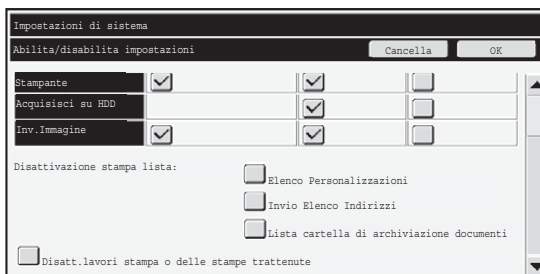 Impostazioni di sistema
Abilita/disabilita impostazioni
Cancella
OK
Stampante
Acquisisci su HDD
Inv.Immagine
Disattivazione stampa lista:
Elenco Personalizzazioni
Invio Elenco Indirizzi
Lista cartella di archiviazione documenti
Disatt.lavori stampa o delle stampe trattenute